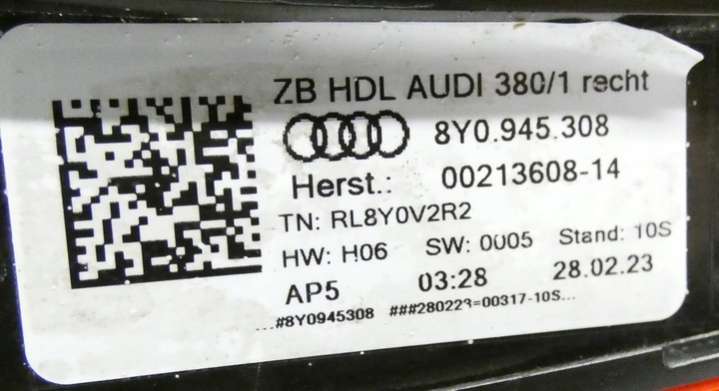 ZB HDL AUDI 380/1 recht
8Y0.945.308
Herst.: 00213608-14
TN: RL8Y0V2R2
HW: H06 SW: 0005 Stand: 10S
AP5 03:28 28.02.23
...#8Y0945308 ###280223=00317-10S...